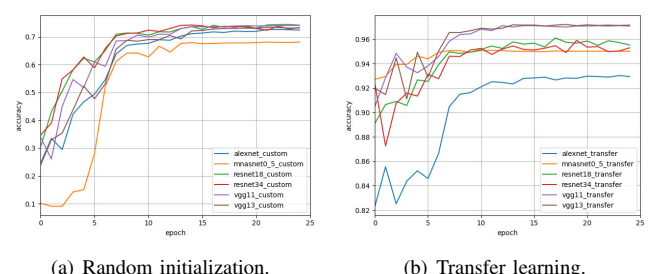 0.7
0.6
0.5
0.4
0.3
0.2
0.1
accuracy
0
5
10
15
20
25
epoch
alexnet_custom
mnasnet0_5_custom
resnet18_custom
resnet34_custom
vgg11_custom
vgg13_custom
(a) Random initialization.
0.96
0.94
0.92
0.90
0.88
0.86
0.84
0.82
accuracy
0
5
10
15
20
25
epoch
alexnet_transfer
mnasnet0_5_transfer
resnet18_transfer
resnet34_transfer
vgg11_transfer
vgg13_transfer
(b) Transfer learning.